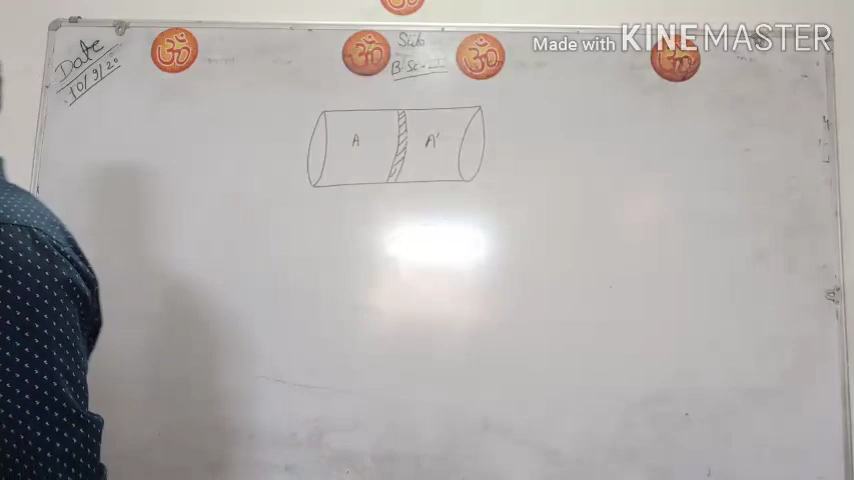 Made with KINEMASTER
Date
10/9/20
Sub
B.Sc-I
A
A'
ॐ
ॐ
ॐ
ॐ